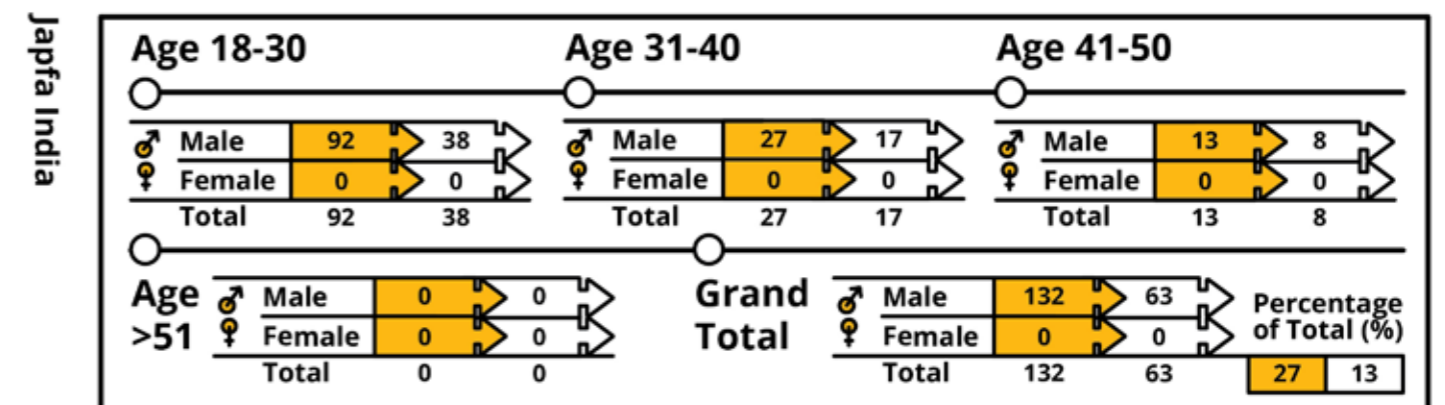 Japfa India
Age 18-30 Age 31-40 Age 41-50
Male 92 38 Male 27 17 Male 13 8
Female 0 0 Female 0 0 Female 0 0
Total 92 38 Total 27 17 Total 13 8
Age >51
Male 0 0
Female 0 0
Total 0 0
Grand Total
Male 132 63
Female 0 0
Total 132 63
Percentage
of Total (%)
27 13